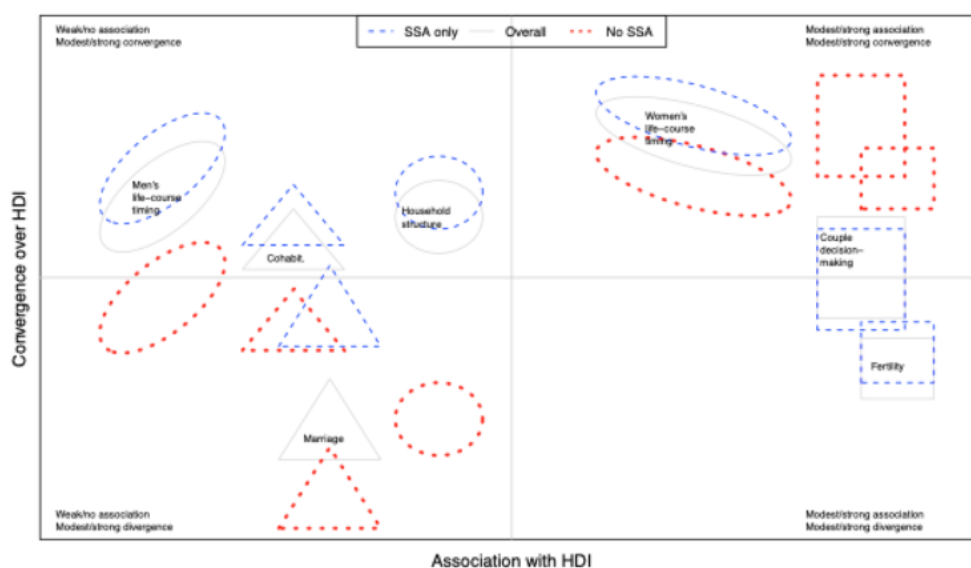 Weak/no association
Modest/strong convergence
SSA only
Overall
No SSA
Modest/strong association
Modest/strong convergence
Women's
life-course
timing
Men's
life-course
timing
Household
structure
Cohabit.
Couple
decision-
making
Fertility
Marriage
Weak/no association
Modest/strong divergence
Modest/strong association
Modest/strong divergence
Convergence over HDI
Association with HDI